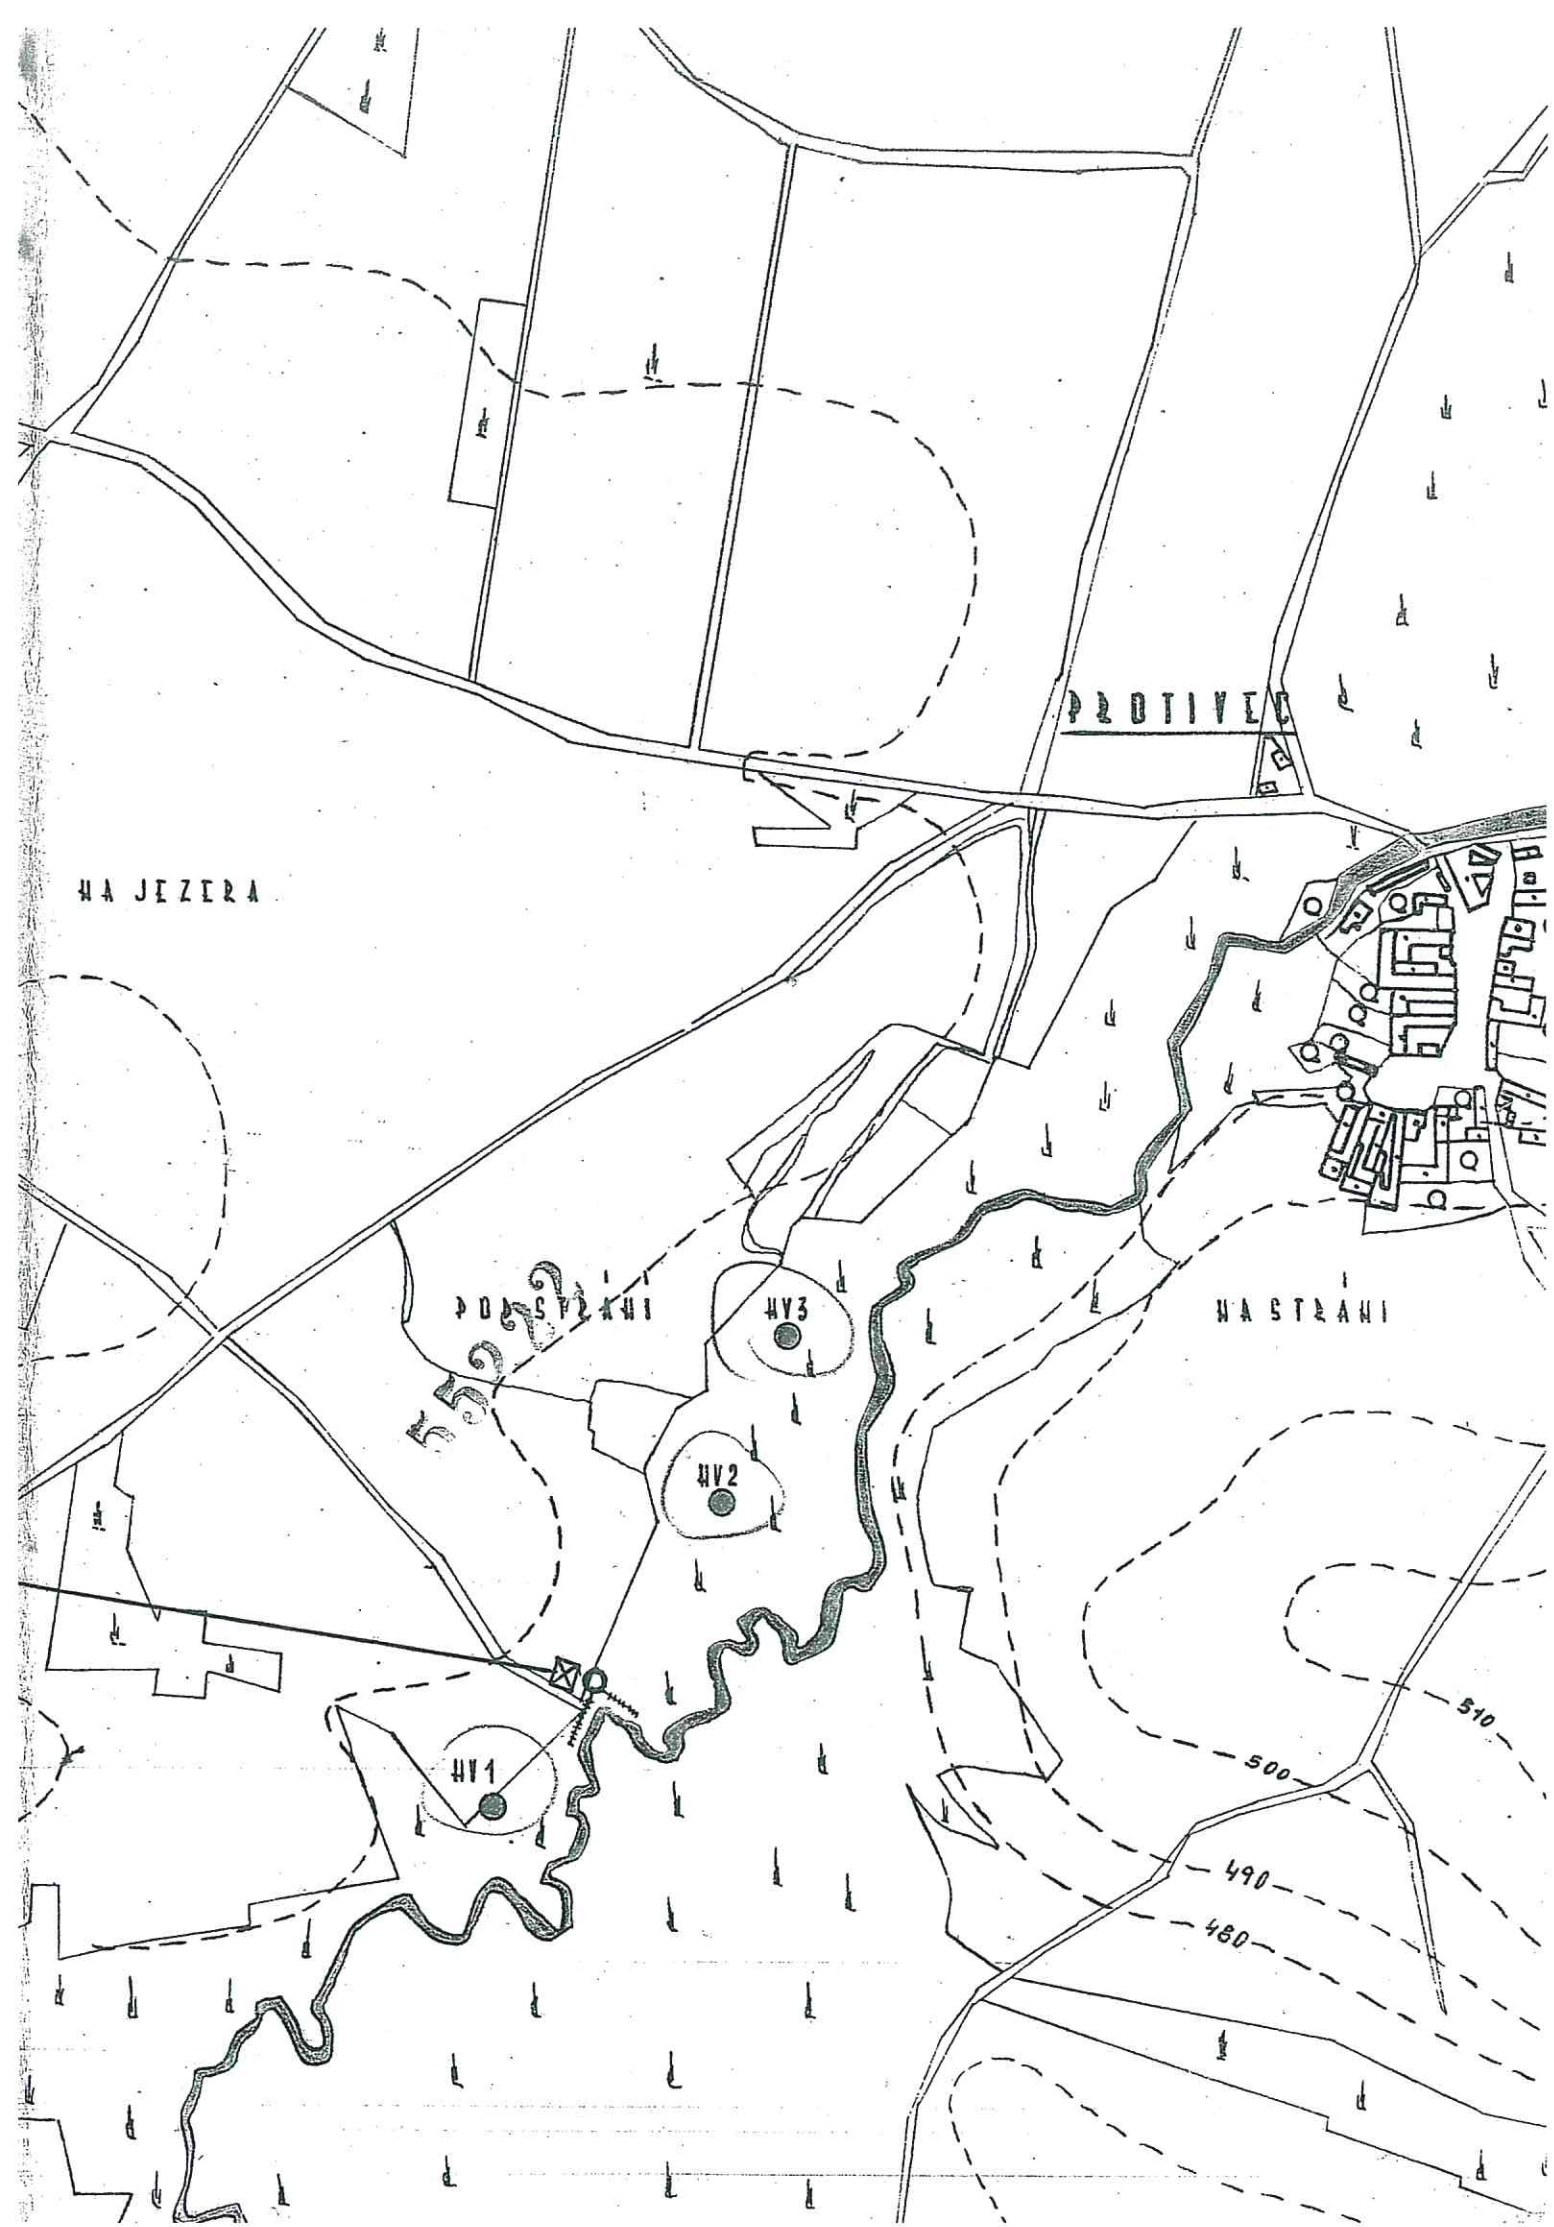 PROTIVEC
NA JEZERA
POD STRÁNÍ
NA STRÁNI
HV3
HV2
HV1
510
500
490
480